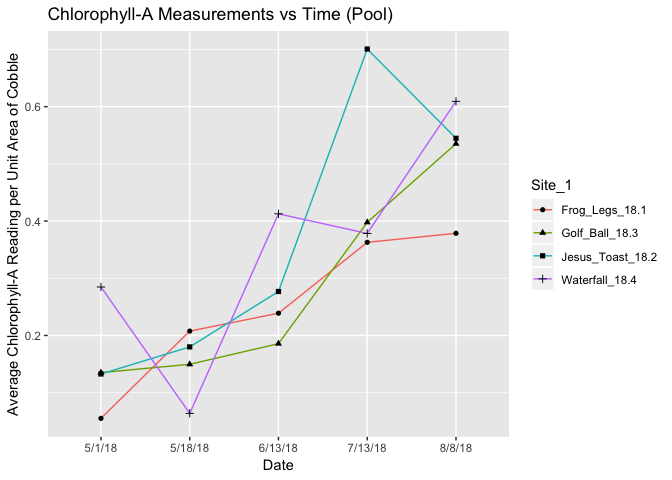 Chlorophyll-A Measurements vs Time (Pool)
Average Chlorophyll-A Reading per Unit Area of Cobble
0.6
0.4
0.2
5/1/18
5/18/18
6/13/18
7/13/18
8/8/18
Date
Site_1
Frog_Legs_18.1
Golf_Ball_18.3
Jesus_Toast_18.2
Waterfall_18.4